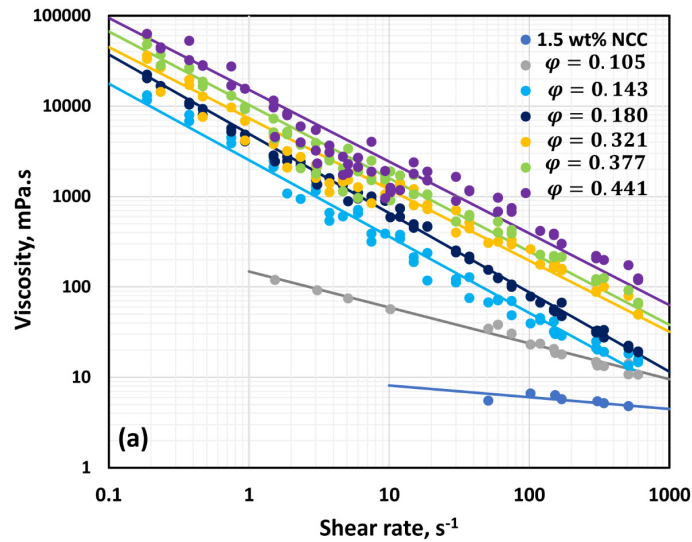 100000
10000
1000
100
10
1
0.1
1
10
100
1000
Viscosity, mPa.s
Shear rate, s-1
(a)
1.5 wt% NCC
φ = 0.105
φ = 0.143
φ = 0.180
φ = 0.321
φ = 0.377
φ = 0.441